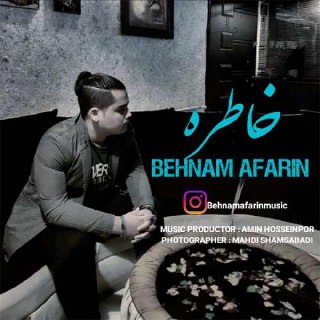 خاطره
BEHNAM AFARIN
Behnamafarinmusic
MUSIC PRODUCTOR : AMIN HOSSEINPOR
PHOTOGRAPHER : MAHDI SHAMSABADI